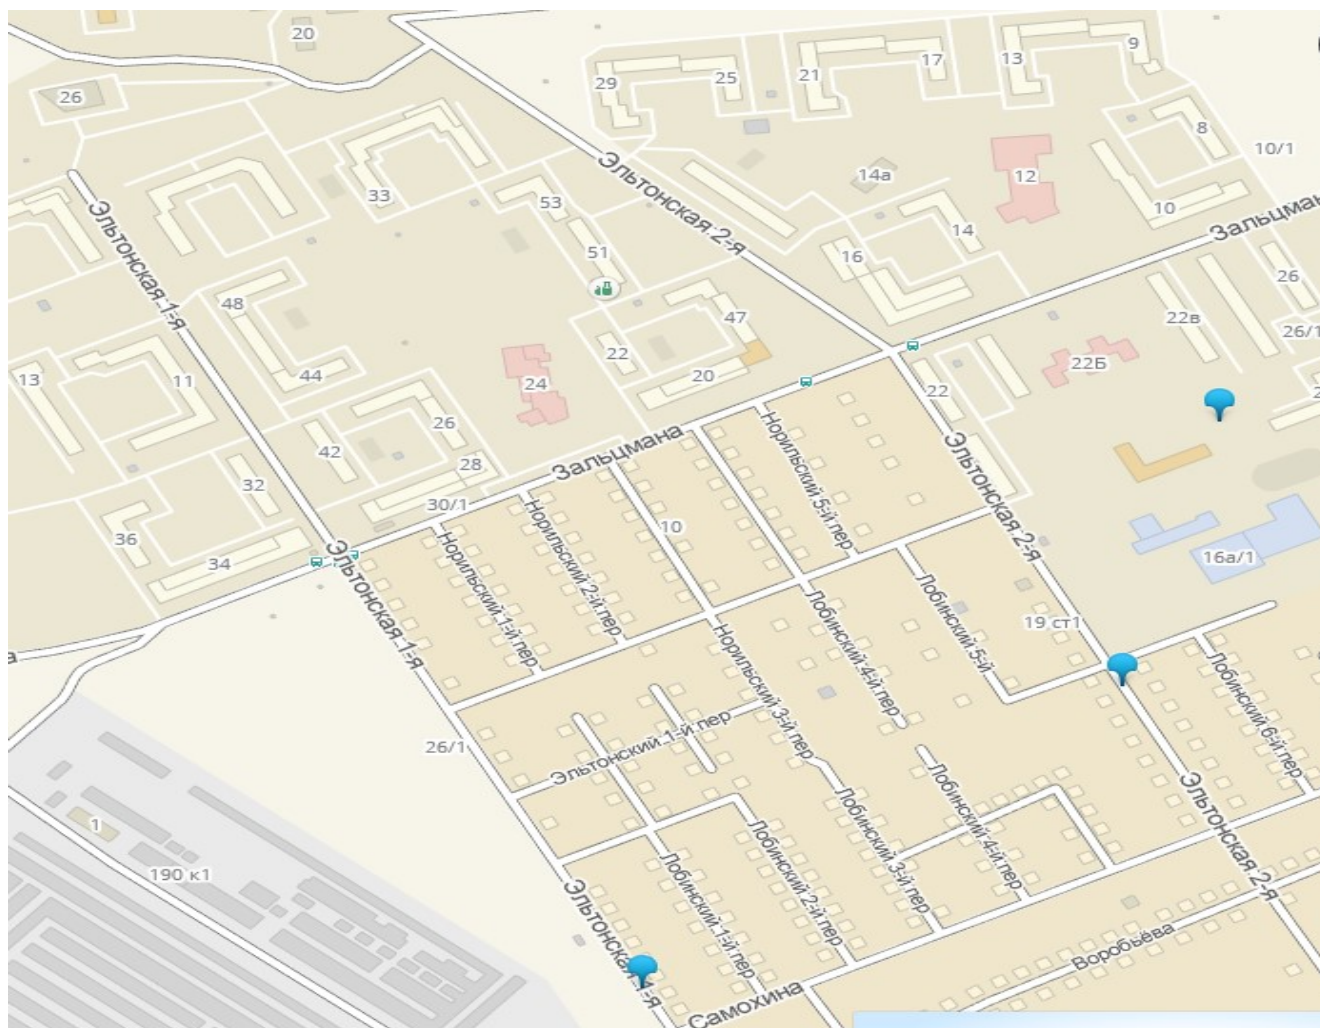 20
9
17
13
25
21
29
26
8
10/1
14а
12
33
Эльтонская 2-я
53
10
14
Эльтонская 1-я
51
Зальцман
16
26
48
47
22в
26/1
22
22Б
44
20
24
13
11
22
26
42
Норильский 5-й пер
Зальцмана
28
32
30/1
Эльтонская 2-я
10
36
Норильский 2-й пер
Норильский 1-й пер
16а/1
34
Эльтонская 1-я
Лобинский 5-й
Лобинский 4-й пер
19 ст1
Норильский 3-й пер
Лобинский 6-й пер
26/1
Эльтонский 1-й пер
Лобинский 4-й пер
Эльтонская 2-я
1
Лобинский 3-й пер
Лобинский 2-й пер
190 к1
Лобинский 1-й пер
Эльтонская 1-я
Воробьёва
Самохина